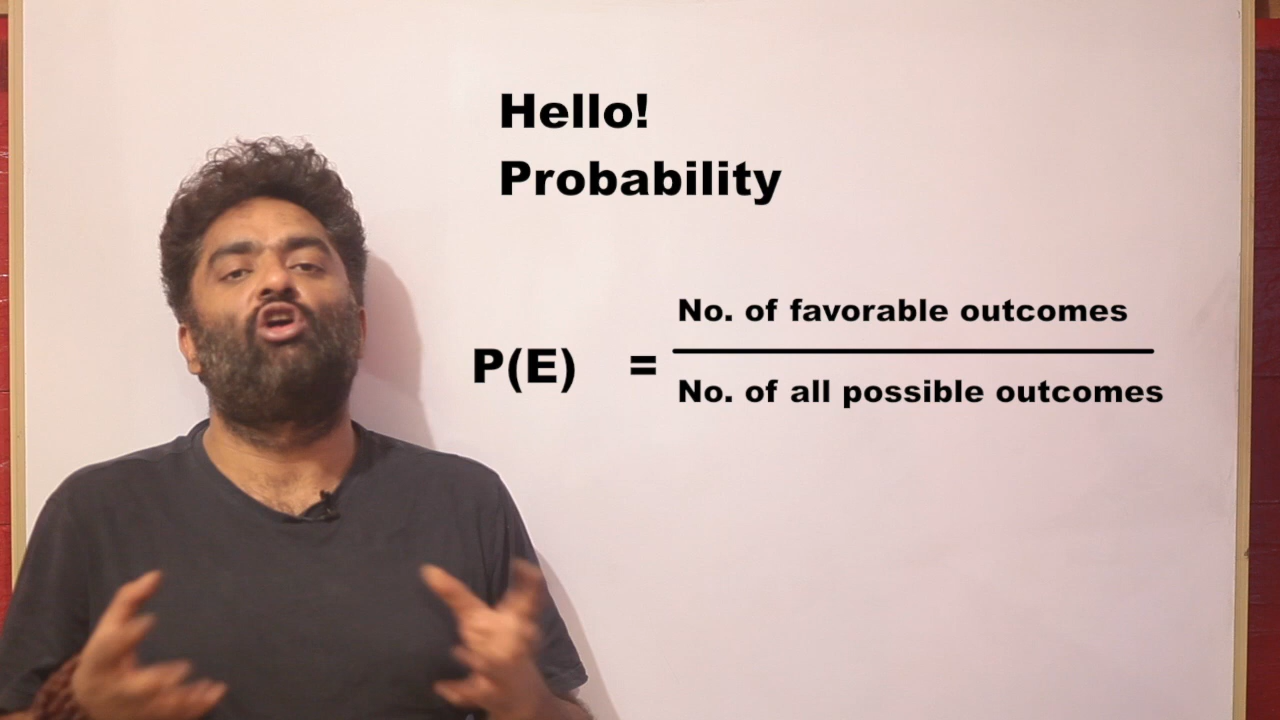 Hello!
Probability
P(E) =
No. of favorable outcomes
No. of all possible outcomes